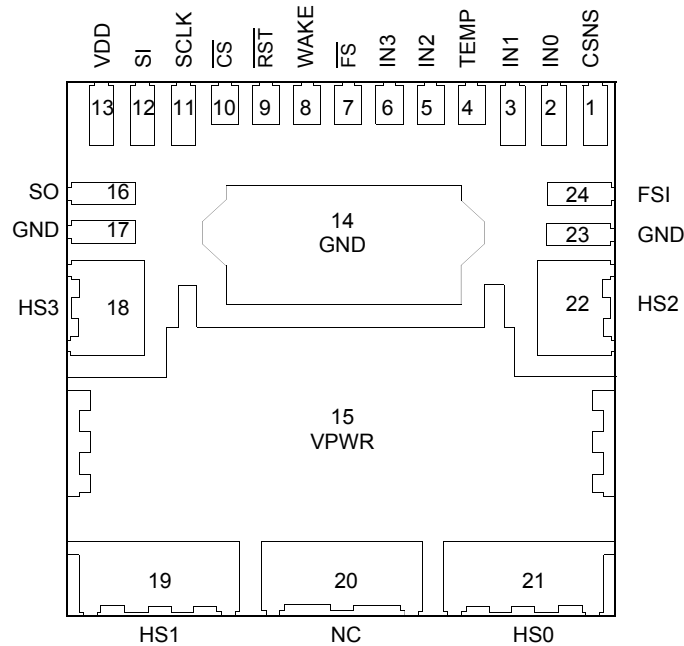 VDD SI SCLK CS RST WAKE FS IN3 IN2 TEMP IN1 IN0 CSNS
13 12 11 10 9 8 7 6 5 4 3 2 1
SO 16 24 FSI
14
GND
GND 17 23 GND
HS3 18 22 HS2
15
VPWR
19 20 21
HS1 NC HS0